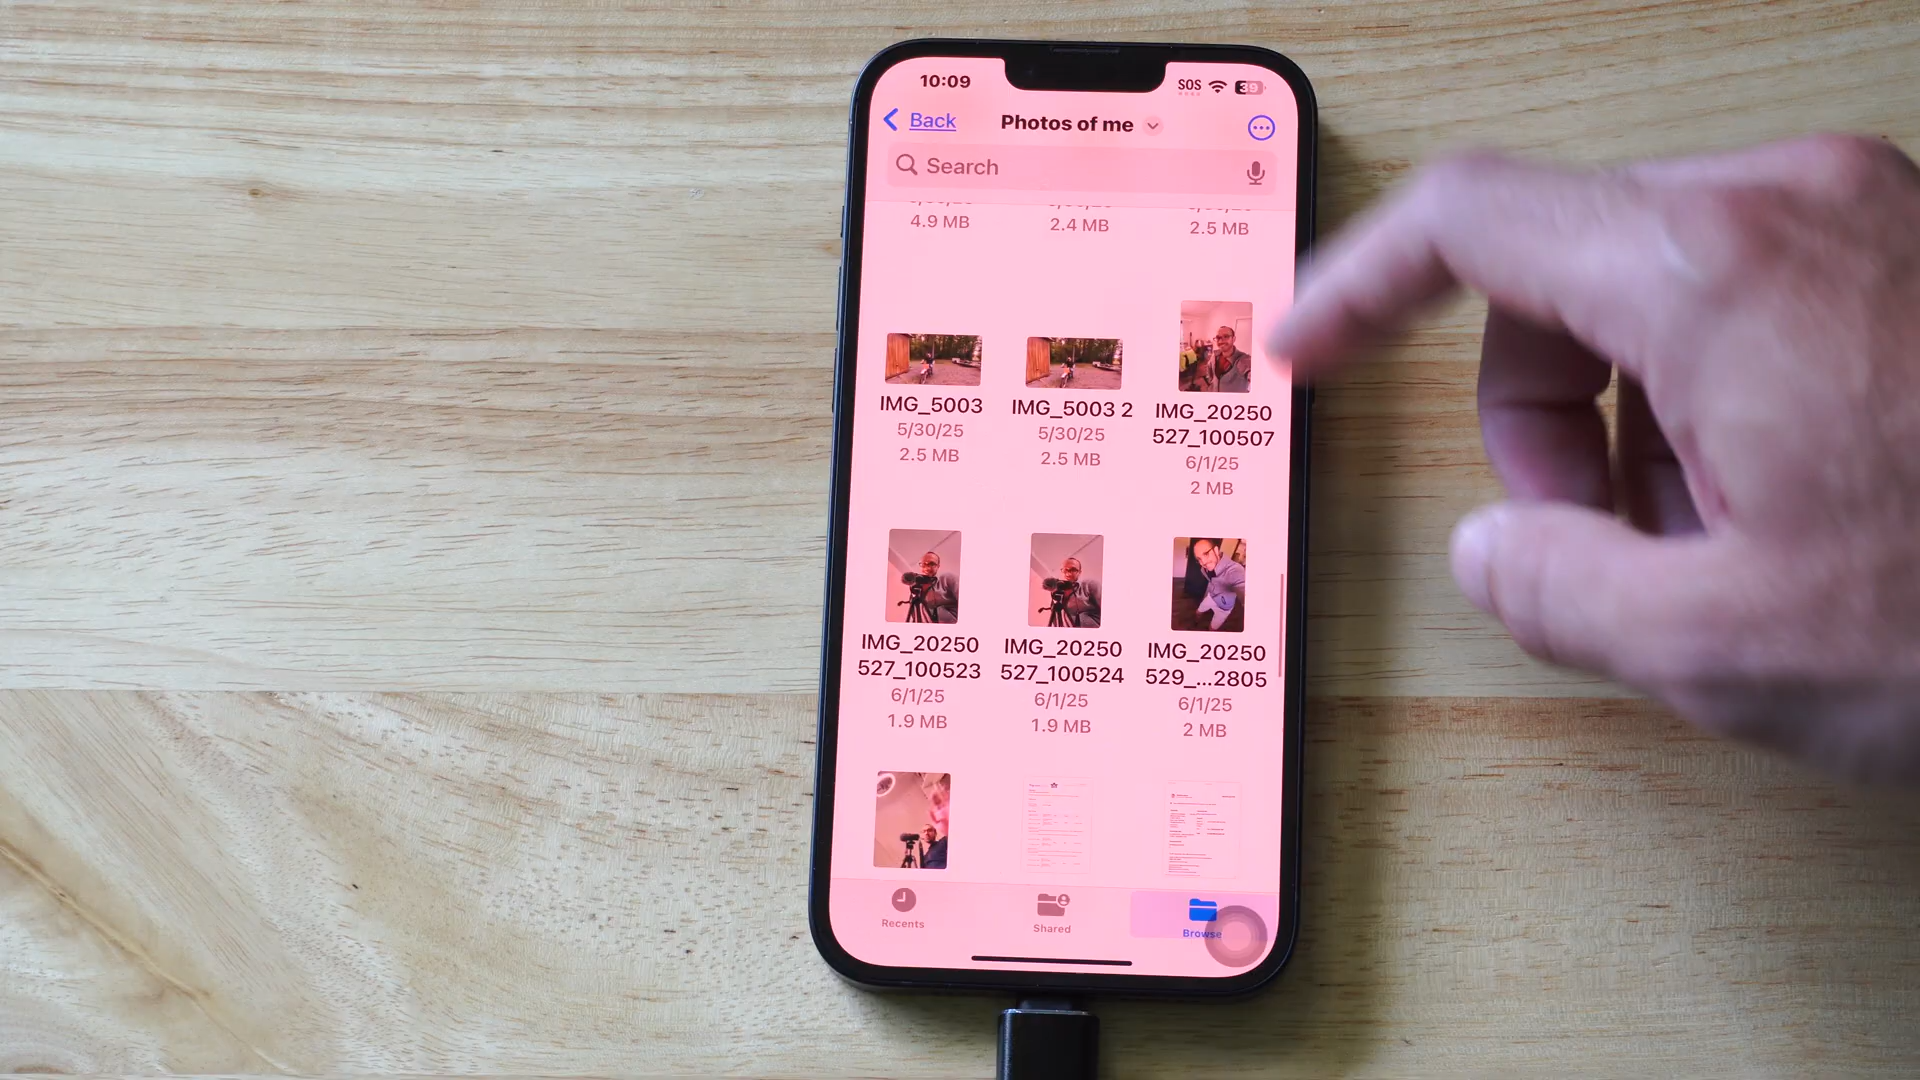 10:09
SOS
39
Back
Photos of me
Search
4.9 MB
2.4 MB
2.5 MB
IMG_5003
5/30/25
2.5 MB
IMG_5003 2
5/30/25
2.5 MB
IMG_20250
527_100507
6/1/25
2 MB
IMG_20250
527_100523
6/1/25
1.9 MB
IMG_20250
527_100524
6/1/25
1.9 MB
IMG_20250
529_...2805
6/1/25
2 MB
Recents
Shared
Browse